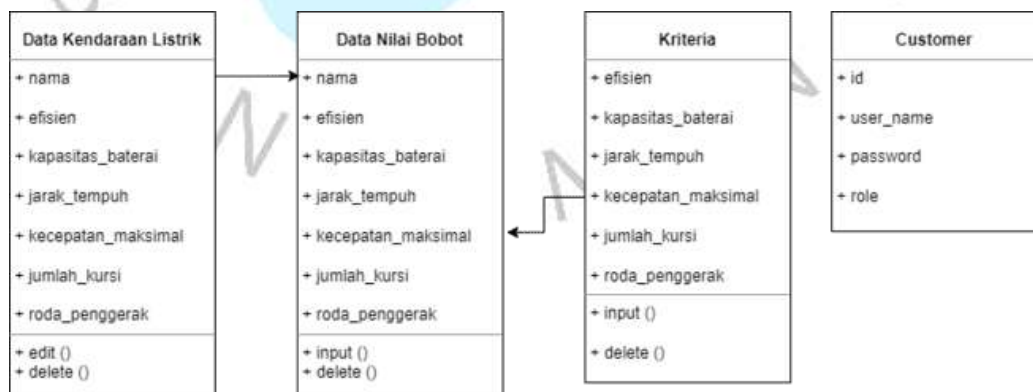 Data Kendaraan Listrik
+ nama
+ efisien
+ kapasitas_baterai
+ jarak_tempuh
+ kecepatan_maksimal
+ jumlah_kursi
+ roda_penggerak
+ edit ()
+ delete ()
Data Nilai Bobot
+ nama
+ efisien
+ kapasitas_baterai
+ jarak_tempuh
+ kecepatan_maksimal
+ jumlah_kursi
+ roda_penggerak
+ input ()
+ delete ()
Kriteria
+ efisien
+ kapasitas_baterai
+ jarak_tempuh
+ kecepatan_maksimal
+ jumlah_kursi
+ roda_penggerak
+ input ()
+ delete ()
Customer
+ id
+ user_name
+ password
+ role